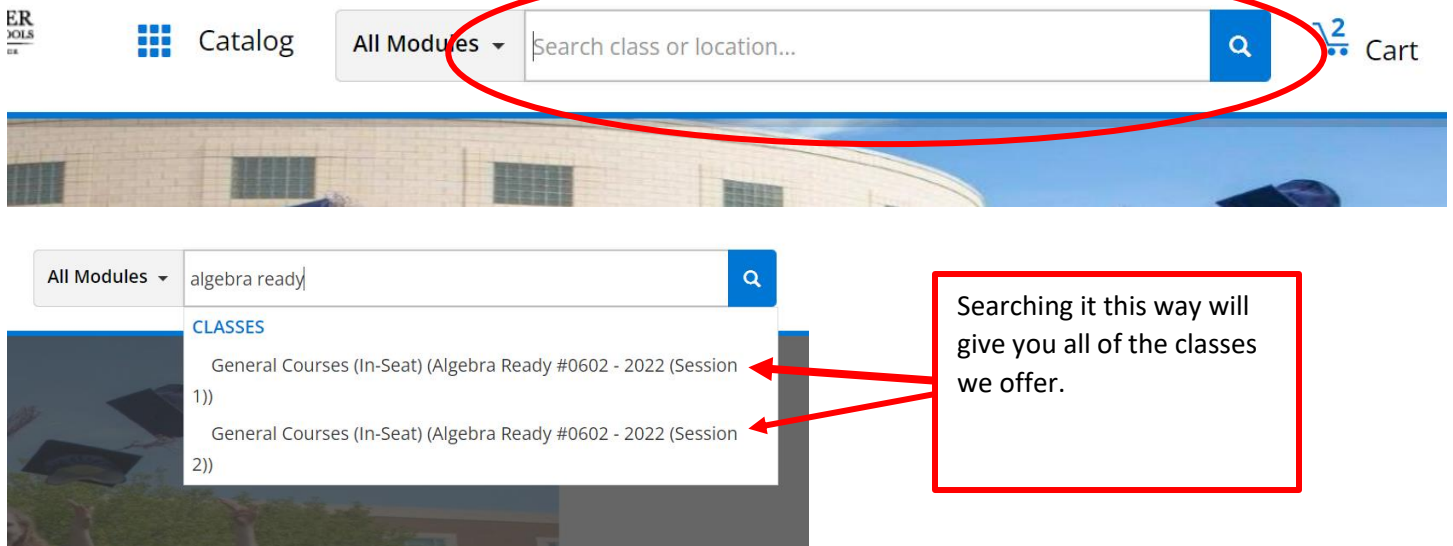 ER
OOLS
Catalog
All Modules
Search class or location...
2
Cart
All Modules
algebra ready
CLASSES
General Courses (In-Seat) (Algebra Ready #0602 - 2022 (Session
1))
General Courses (In-Seat) (Algebra Ready #0602 - 2022 (Session
2))
Searching it this way will
give you all of the classes
we offer.